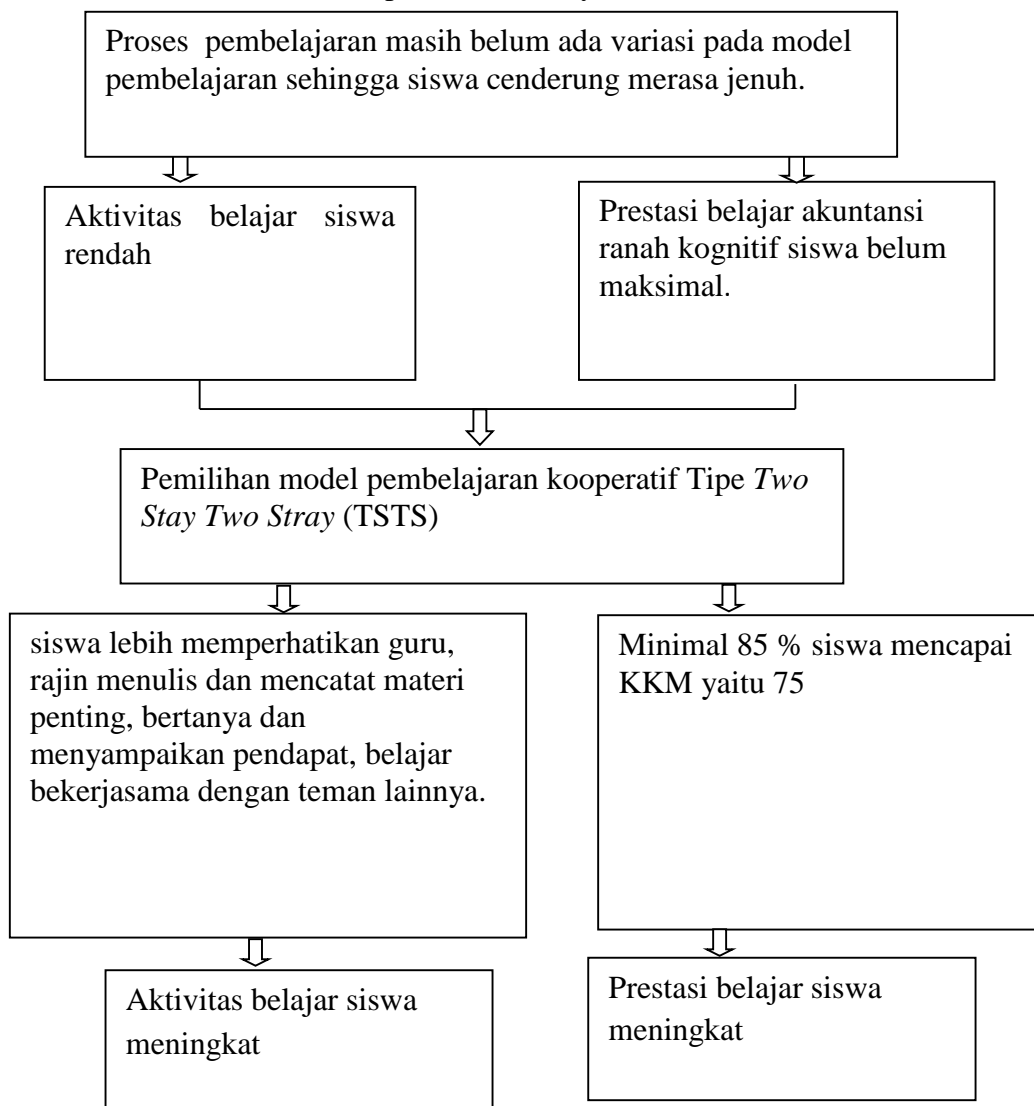 Proses pembelajaran masih belum ada variasi pada model
pembelajaran sehingga siswa cenderung merasa jenuh.
Aktivitas belajar siswa
rendah
Prestasi belajar akuntansi
ranah kognitif siswa belum
maksimal.
Pemilihan model pembelajaran kooperatif Tipe Two
Stay Two Stray (TSTS)
siswa lebih memperhatikan guru,
rajin menulis dan mencatat materi
penting, bertanya dan
menyampaikan pendapat, belajar
bekerjasama dengan teman lainnya.
Minimal 85 % siswa mencapai
KKM yaitu 75
Aktivitas belajar siswa
meningkat
Prestasi belajar siswa
meningkat